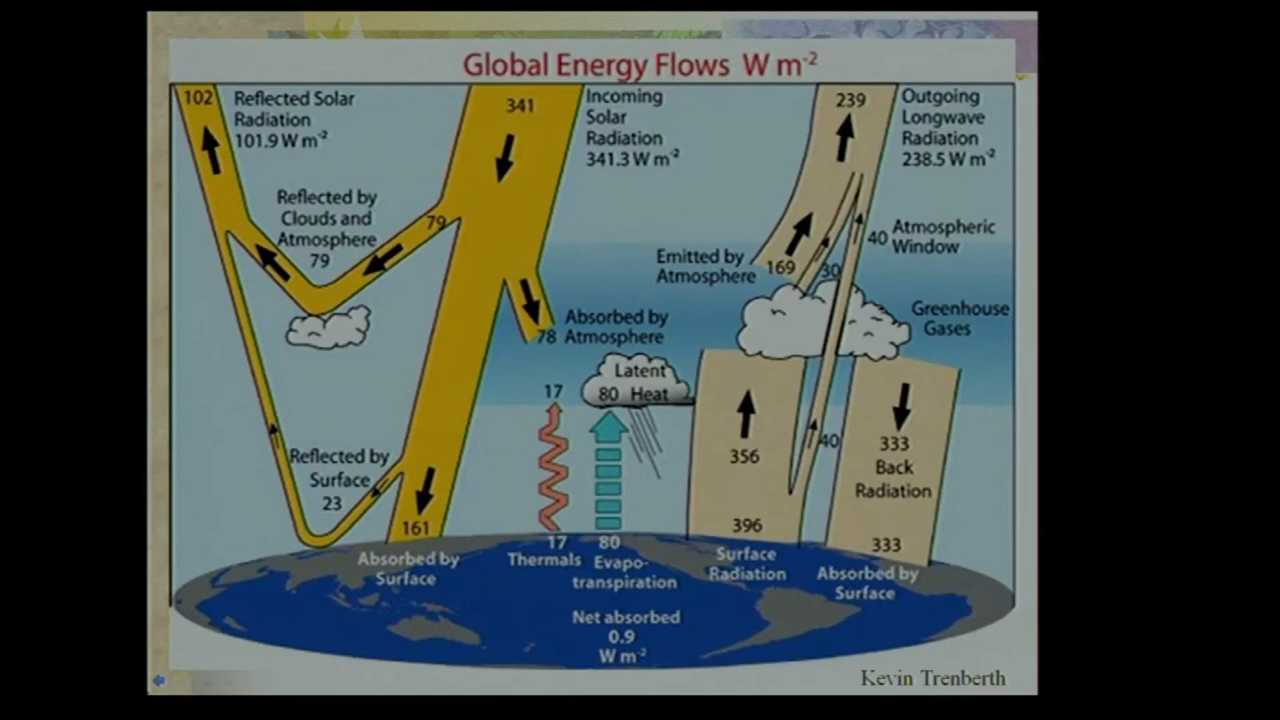 Global Energy Flows W m⁻²
102
Reflected Solar
Radiation
101.9 W m⁻²
341
Incoming
Solar
Radiation
341.3 W m⁻²
239
Outgoing
Longwave
Radiation
238.5 W m⁻²
Reflected by
Clouds and
Atmosphere
79
79
Emitted by
Atmosphere
169
30
40
Atmospheric
Window
Greenhouse
Gases
78
Absorbed by
Atmosphere
17
Latent
80 Heat
356
40
333
Back
Radiation
Reflected by
Surface
23
161
Absorbed by
Surface
17
Thermals
80
Evapo-
transpiration
396
Surface
Radiation
333
Absorbed by
Surface
Net absorbed
0.9
W m⁻²
Kevin Trenberth